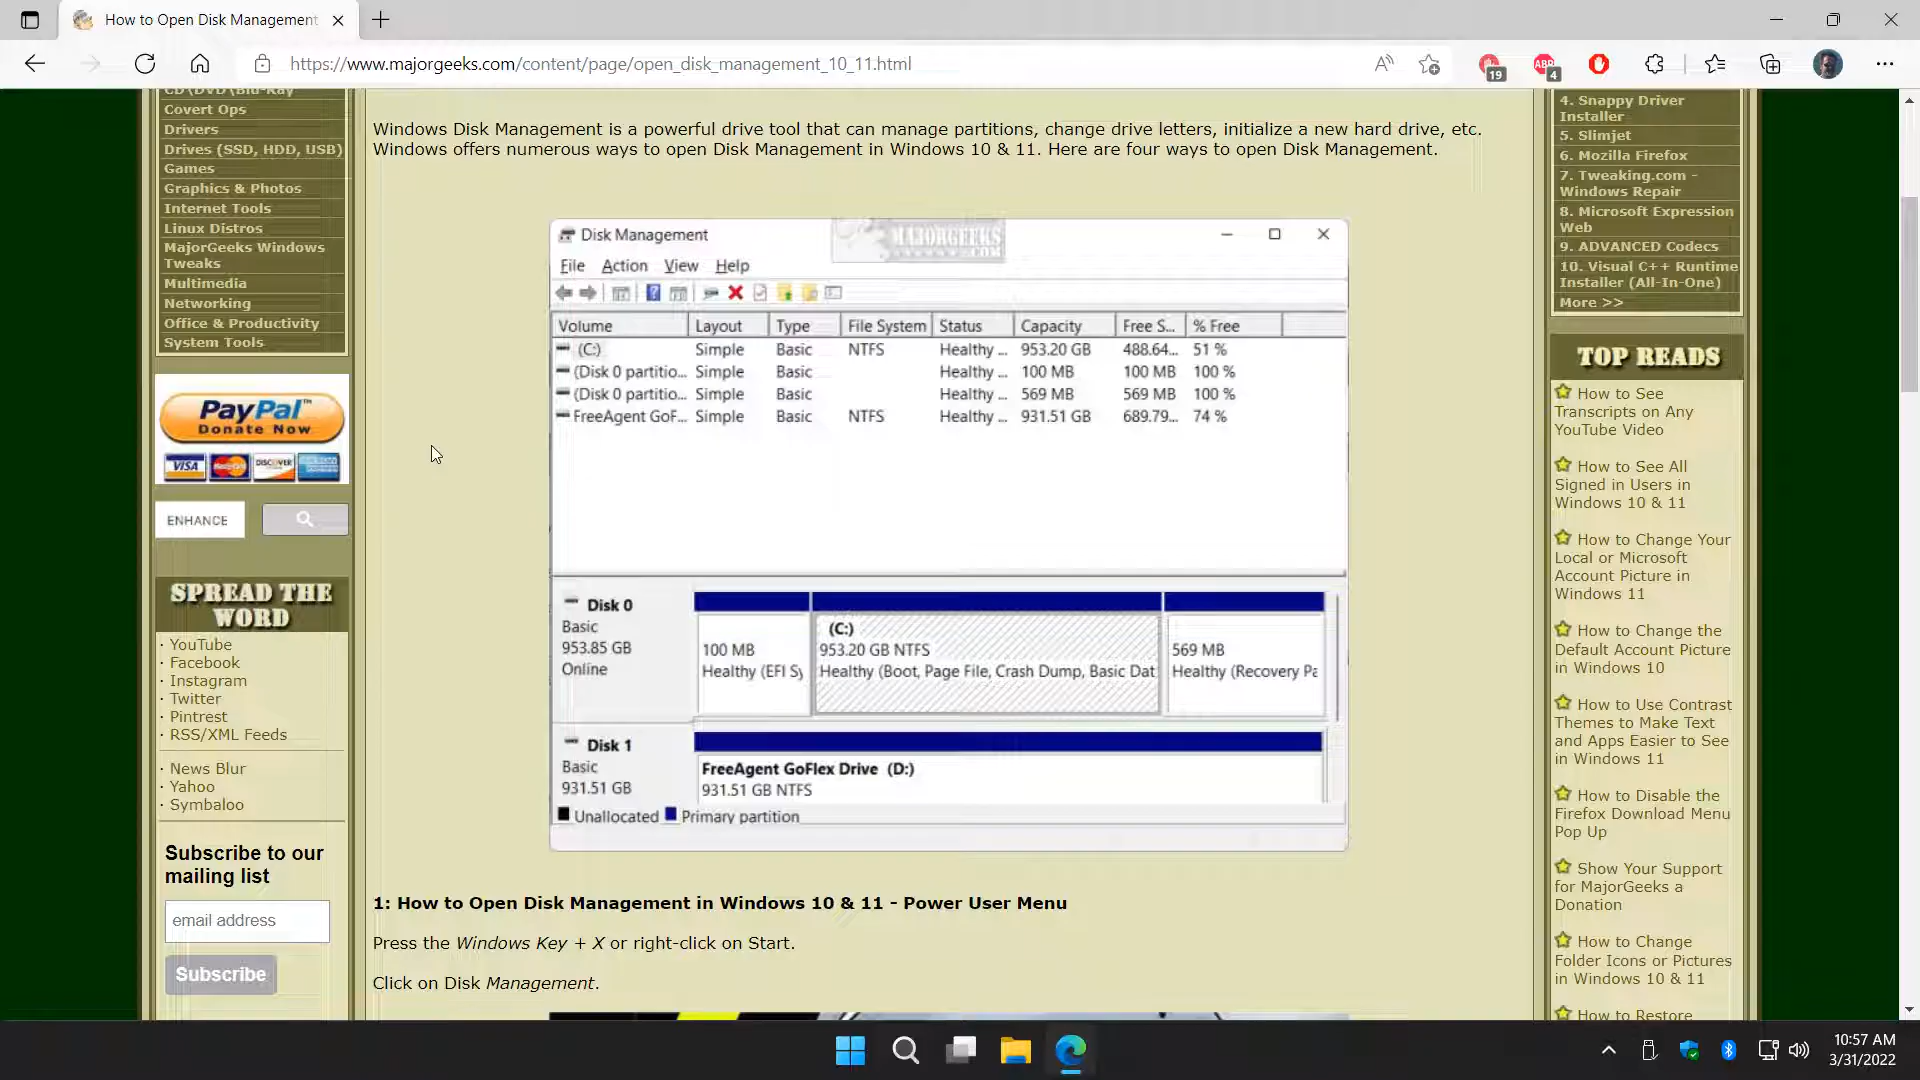 How to Open Disk Management
https://www.majorgeeks.com/content/page/open_disk_management_10_11.html
19
ABP
4
CD\DVD\Blu-Ray
Covert Ops
Drivers
Drives (SSD, HDD, USB)
Games
Graphics & Photos
Internet Tools
Linux Distros
MajorGeeks Windows
Tweaks
Multimedia
Networking
Office & Productivity
System Tools
PayPal
Donate Now
VISA
MasterCard
DISCOVER
ENHANCE
SPREAD THE
WORD
· YouTube
· Facebook
· Instagram
· Twitter
· Pintrest
· RSS/XML Feeds
· News Blur
· Yahoo
· Symbaloo
Subscribe to our
mailing list
email address
Subscribe
Windows Disk Management is a powerful drive tool that can manage partitions, change drive letters, initialize a new hard drive, etc.
Windows offers numerous ways to open Disk Management in Windows 10 & 11. Here are four ways to open Disk Management.
Disk Management
MAJORGEEKS
.COM
File Action View Help
Volume Layout Type File System Status Capacity Free S... % Free
(C:) Simple Basic NTFS Healthy ... 953.20 GB 488.64... 51 %
(Disk 0 partitio... Simple Basic Healthy ... 100 MB 100 MB 100 %
(Disk 0 partitio... Simple Basic Healthy ... 569 MB 569 MB 100 %
FreeAgent GoF... Simple Basic NTFS Healthy ... 931.51 GB 689.79... 74 %
Disk 0
Basic
953.85 GB
Online
100 MB
Healthy (EFI Sy
(C:)
953.20 GB NTFS
Healthy (Boot, Page File, Crash Dump, Basic Dat
569 MB
Healthy (Recovery Pa
Disk 1
Basic
931.51 GB
FreeAgent GoFlex Drive (D:)
931.51 GB NTFS
Unallocated Primary partition
1: How to Open Disk Management in Windows 10 & 11 - Power User Menu
Press the Windows Key + X or right-click on Start.
Click on Disk Management.
4. Snappy Driver
Installer
5. Slimjet
6. Mozilla Firefox
7. Tweaking.com -
Windows Repair
8. Microsoft Expression
Web
9. ADVANCED Codecs
10. Visual C++ Runtime
Installer (All-In-One)
More >>
TOP READS
How to See
Transcripts on Any
YouTube Video
How to See All
Signed in Users in
Windows 10 & 11
How to Change Your
Local or Microsoft
Account Picture in
Windows 11
How to Change the
Default Account Picture
in Windows 10
How to Use Contrast
Themes to Make Text
and Apps Easier to See
in Windows 11
How to Disable the
Firefox Download Menu
Pop Up
Show Your Support
for MajorGeeks a
Donation
How to Change
Folder Icons or Pictures
in Windows 10 & 11
How to Restore
10:57 AM
3/31/2022